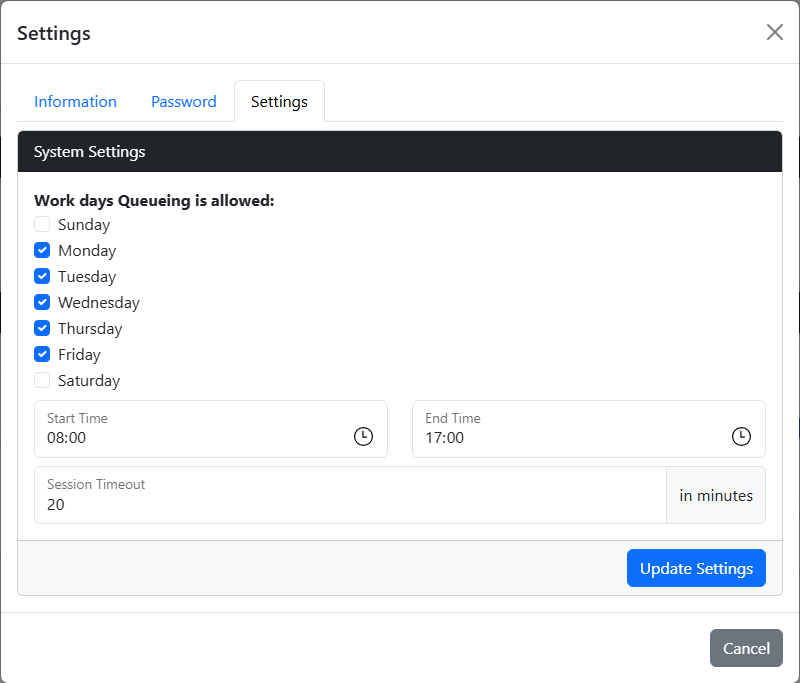 Settings
Information Password Settings
System Settings
Work days Queueing is allowed:
Sunday
Monday
Tuesday
Wednesday
Thursday
Friday
Saturday
Start Time End Time
08:00 17:00
Session Timeout
20 in minutes
Update Settings
Cancel